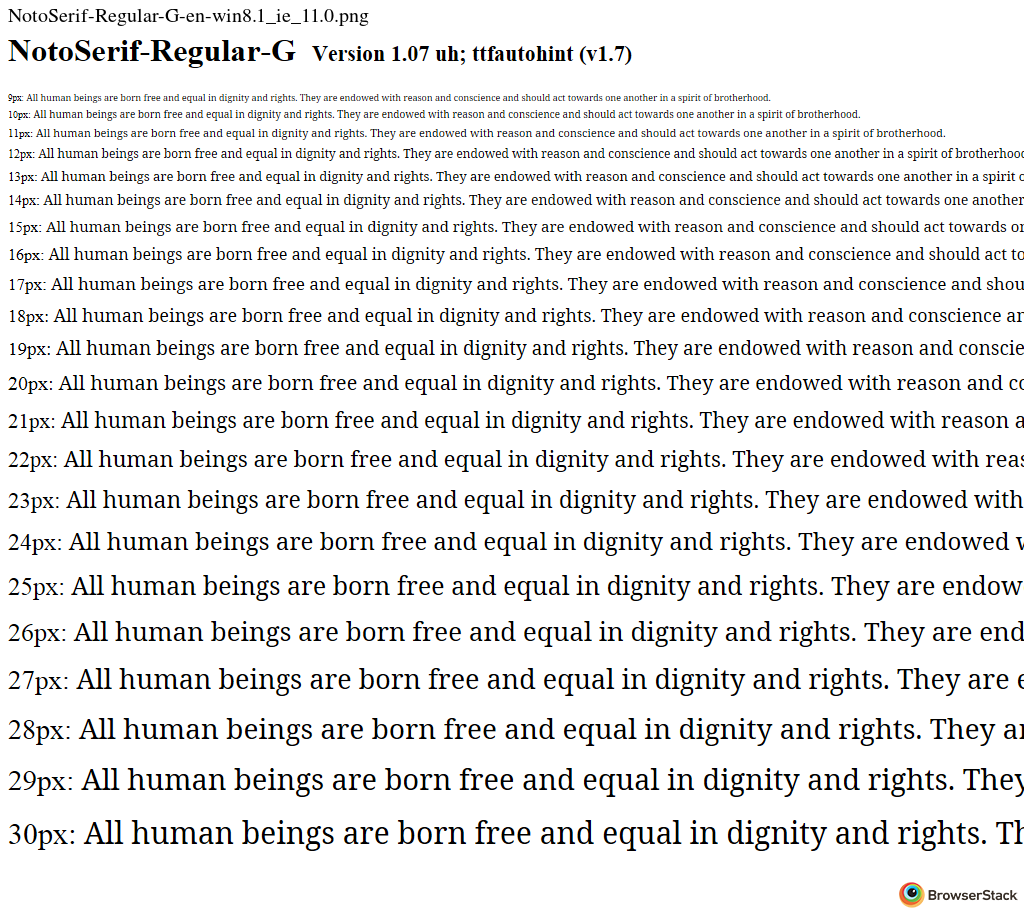 NotoSerif-Regular-G-en-win8.1_ie_11.0.png
NotoSerif-Regular-G Version 1.07 uh; ttfautohint (v1.7)
9px: All human beings are born free and equal in dignity and rights. They are endowed with reason and conscience and should act towards one another in a spirit of brotherhood.
10px: All human beings are born free and equal in dignity and rights. They are endowed with reason and conscience and should act towards one another in a spirit of brotherhood.
11px: All human beings are born free and equal in dignity and rights. They are endowed with reason and conscience and should act towards one another in a spirit of brotherhood.
12px: All human beings are born free and equal in dignity and rights. They are endowed with reason and conscience and should act towards one another in a spirit of brotherhoo
13px: All human beings are born free and equal in dignity and rights. They are endowed with reason and conscience and should act towards one another in a spirit
14px: All human beings are born free and equal in dignity and rights. They are endowed with reason and conscience and should act towards one another
15px: All human beings are born free and equal in dignity and rights. They are endowed with reason and conscience and should act towards o
16px: All human beings are born free and equal in dignity and rights. They are endowed with reason and conscience and should act to
17px: All human beings are born free and equal in dignity and rights. They are endowed with reason and conscience and shou
18px: All human beings are born free and equal in dignity and rights. They are endowed with reason and conscience a
19px: All human beings are born free and equal in dignity and rights. They are endowed with reason and conscie
20px: All human beings are born free and equal in dignity and rights. They are endowed with reason and c
21px: All human beings are born free and equal in dignity and rights. They are endowed with reason a
22px: All human beings are born free and equal in dignity and rights. They are endowed with reas
23px: All human beings are born free and equal in dignity and rights. They are endowed with
24px: All human beings are born free and equal in dignity and rights. They are endowed
25px: All human beings are born free and equal in dignity and rights. They are endow
26px: All human beings are born free and equal in dignity and rights. They are end
27px: All human beings are born free and equal in dignity and rights. They are
28px: All human beings are born free and equal in dignity and rights. They a
29px: All human beings are born free and equal in dignity and rights. They
30px: All human beings are born free and equal in dignity and rights. Th
BrowserStack